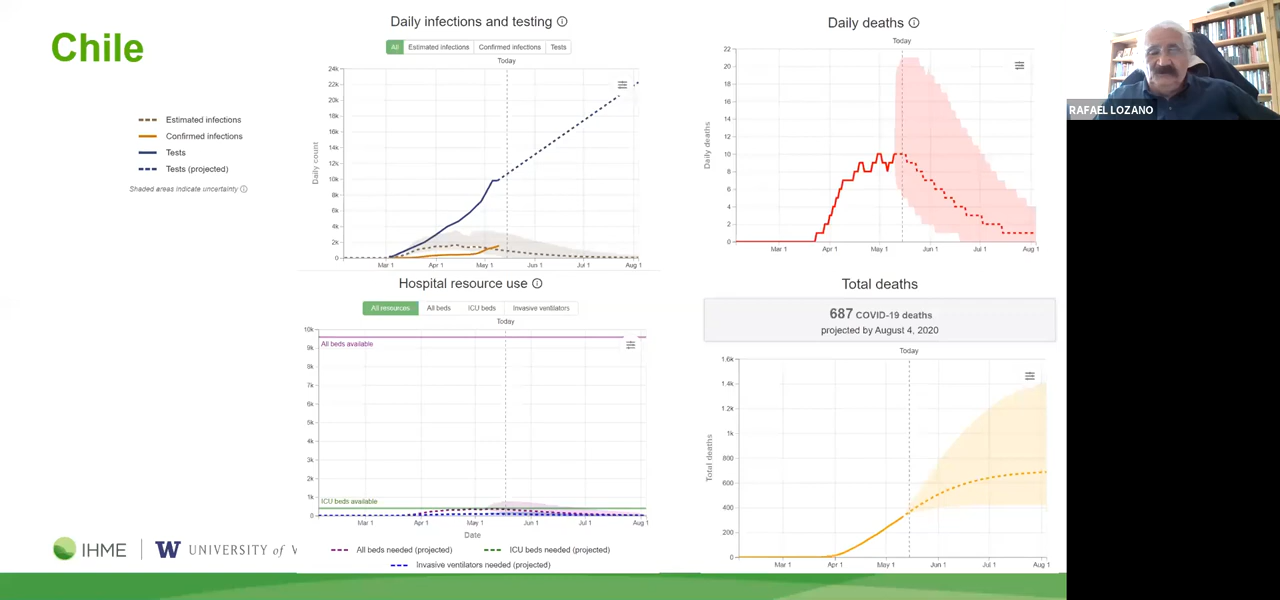 Chile
Estimated infections
Confirmed infections
Tests
Tests (projected)
Shaded areas indicate uncertainty
Daily infections and testing
All Estimated infections Confirmed infections Tests
Today
Daily count
24k
22k
20k
18k
16k
14k
12k
10k
8k
6k
4k
2k
0
Mar 1 Apr 1 May 1 Jun 1 Jul 1 Aug 1
Daily deaths
Today
Daily deaths
22
20
18
16
14
12
10
8
6
4
2
0
Mar 1 Apr 1 May 1 Jun 1 Jul 1 Aug 1
Hospital resource use
All resources All beds ICU beds Invasive ventilators
Today
10k
9k
8k
7k
6k
5k
4k
3k
2k
1k
0
All beds available
ICU beds available
Mar 1 Apr 1 May 1 Jun 1 Jul 1 Aug 1
Date
All beds needed (projected) ICU beds needed (projected)
Invasive ventilators needed (projected)
Total deaths
687 COVID-19 deaths
projected by August 4, 2020
Today
Total deaths
1.6k
1.4k
1.2k
1k
800
600
400
200
0
Mar 1 Apr 1 May 1 Jun 1 Jul 1 Aug 1
IHME W UNIVERSITY of
RAFAEL LOZANO